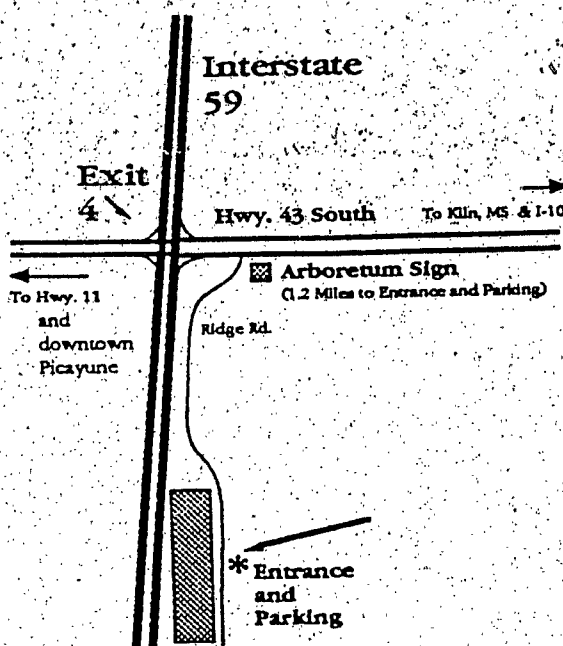 Interstate
59
Exit
4
Hwy. 43 South
To Kiln, MS & I-10
Arboretum Sign
(1.2 Miles to Entrance and Parking)
To Hwy. 11
and
downtown
Picayune
Ridge Rd.
* Entrance
and
Parking